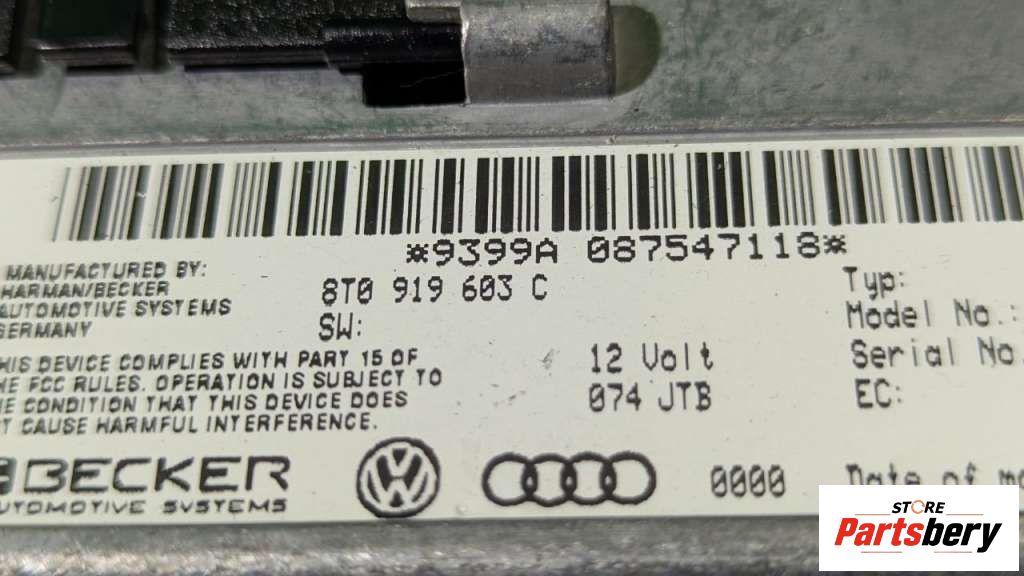 *9399A 087547118*
MANUFACTURED BY:
HARMAN/BECKER
AUTOMOTIVE SYSTEMS
GERMANY
8T0 919 603 C
SW:
THIS DEVICE COMPLIES WITH PART 15 OF
THE FCC RULES. OPERATION IS SUBJECT TO
THE CONDITION THAT THIS DEVICE DOES
NOT CAUSE HARMFUL INTERFERENCE.
12 Volt
074 JTB
Typ:
Model No.:
Serial No.
EC:
BECKER
AUTOMOTIVE SYSTEMS
0000
Date of
STORE
Partsbery